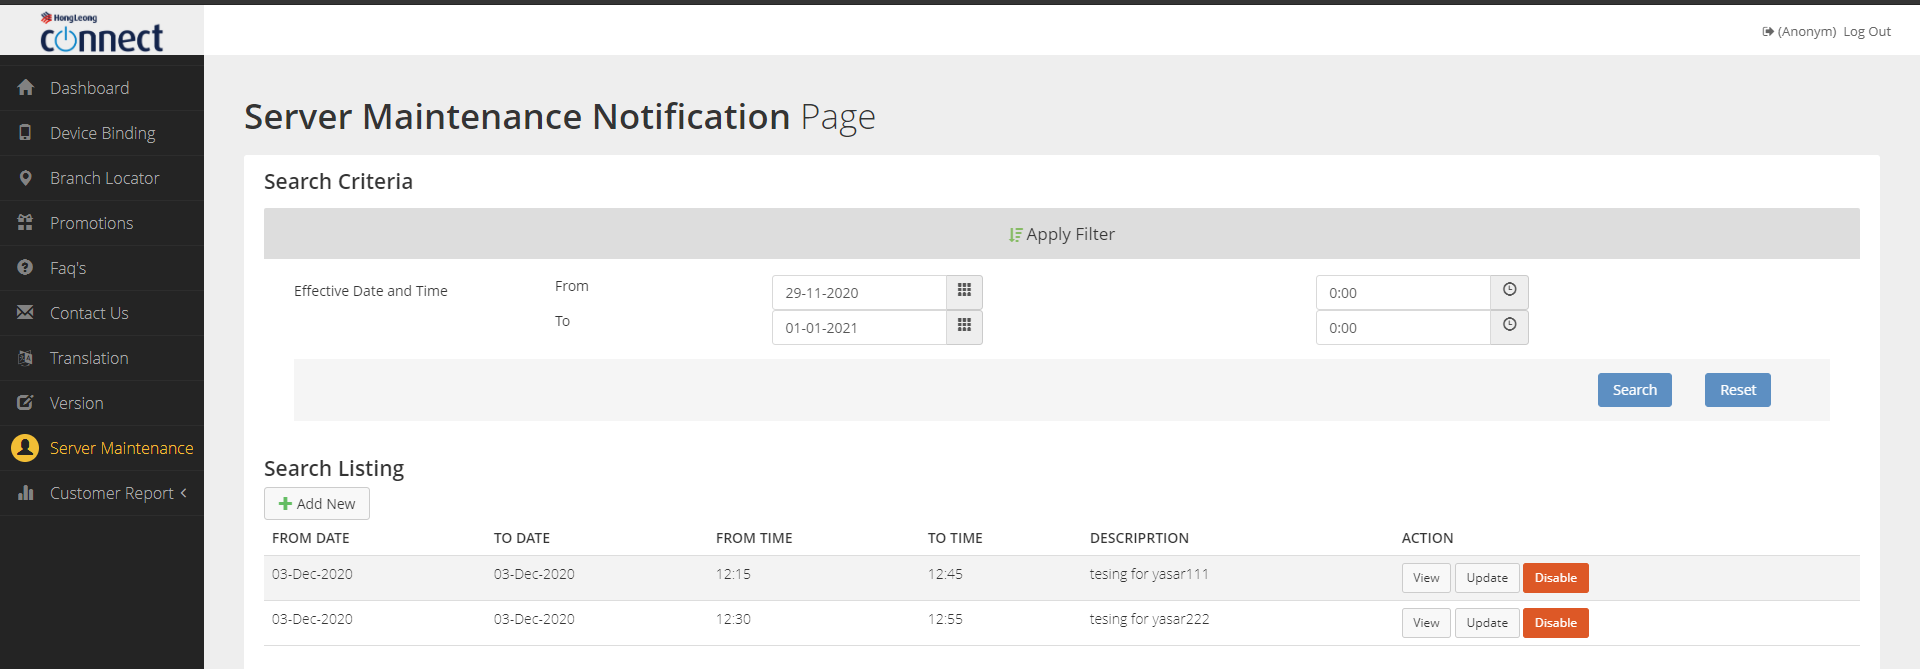 HongLeong
connect
(Anonym) Log Out
Dashboard
Device Binding
Branch Locator
Promotions
Faq's
Contact Us
Translation
Version
Server Maintenance
Customer Report
Server Maintenance Notification Page
Search Criteria
Apply Filter
Effective Date and Time From 29-11-2020 0:00
To 01-01-2021 0:00
Search Reset
Search Listing
Add New
FROM DATE TO DATE FROM TIME TO TIME DESCRIPRTION ACTION
03-Dec-2020 03-Dec-2020 12:15 12:45 tesing for yasar111 View Update Disable
03-Dec-2020 03-Dec-2020 12:30 12:55 tesing for yasar222 View Update Disable